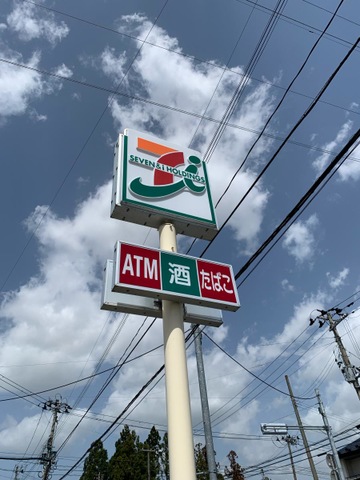 SEVEN & i HOLDINGS
ATM 酒 たばこ